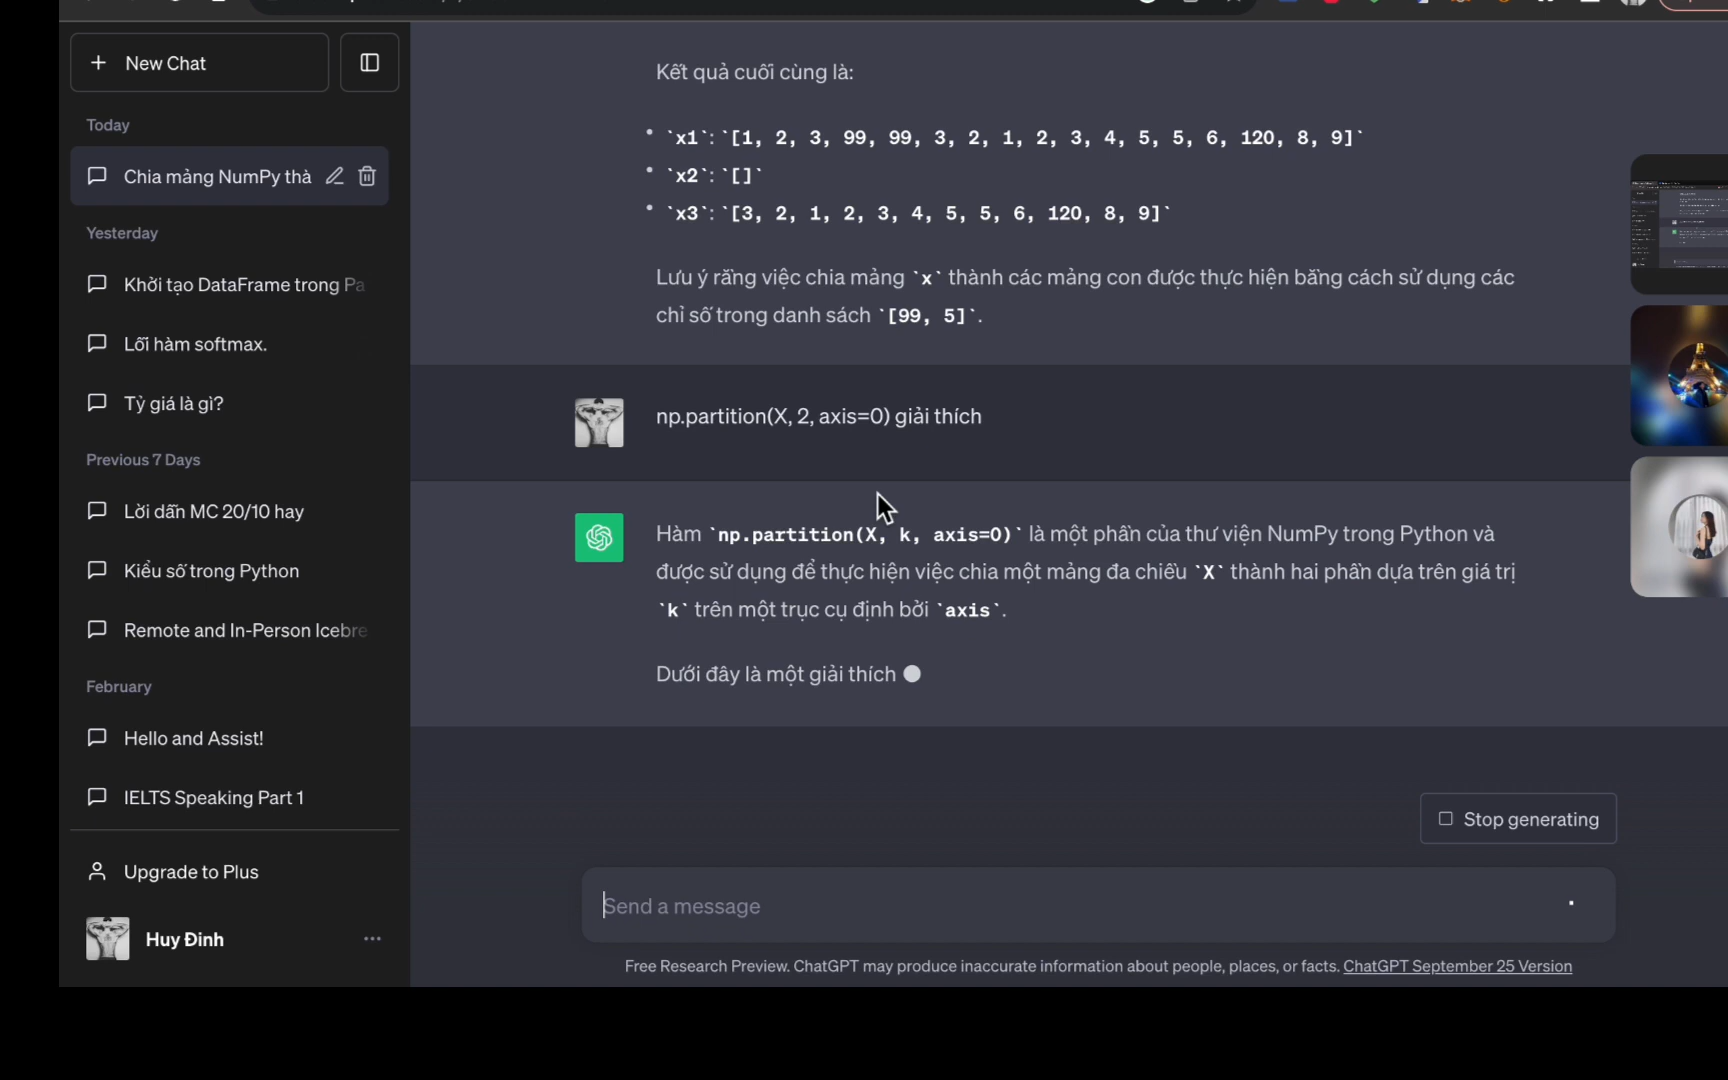 New Chat
Today
Chia mảng NumPy thà
Yesterday
Khởi tạo DataFrame trong Pa
Lỗi hàm softmax.
Tỷ giá là gì?
Previous 7 Days
Lời dẫn MC 20/10 hay
Kiểu số trong Python
Remote and In-Person Icebre
February
Hello and Assist!
IELTS Speaking Part 1
Upgrade to Plus
Huy Đinh
Kết quả cuối cùng là:
• `x1`: `[1, 2, 3, 99, 99, 3, 2, 1, 2, 3, 4, 5, 5, 6, 120, 8, 9]`
• `x2`: `[]`
• `x3`: `[3, 2, 1, 2, 3, 4, 5, 5, 6, 120, 8, 9]`
Lưu ý rằng việc chia mảng `x` thành các mảng con được thực hiện bằng cách sử dụng các
chỉ số trong danh sách `[99, 5]`.
np.partition(X, 2, axis=0) giải thích
Hàm `np.partition(X, k, axis=0)` là một phần của thư viện NumPy trong Python và
được sử dụng để thực hiện việc chia một mảng đa chiều `X` thành hai phần dựa trên giá trị
`k` trên một trục cụ định bởi `axis`.
Dưới đây là một giải thích
Stop generating
Send a message
Free Research Preview. ChatGPT may produce inaccurate information about people, places, or facts. ChatGPT September 25 Version